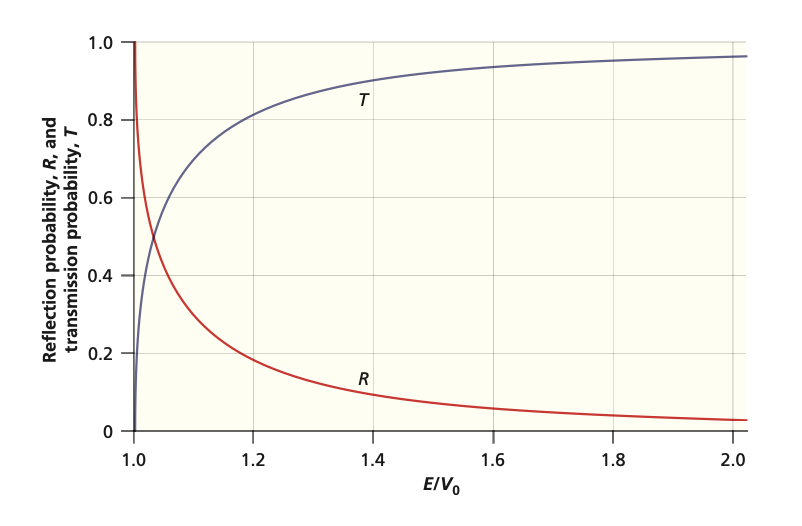 Reflection probability, R, and
transmission probability, T
1.0
0.8
0.6
0.4
0.2
0
T
R
1.0 1.2 1.4 1.6 1.8 2.0
E/V₀